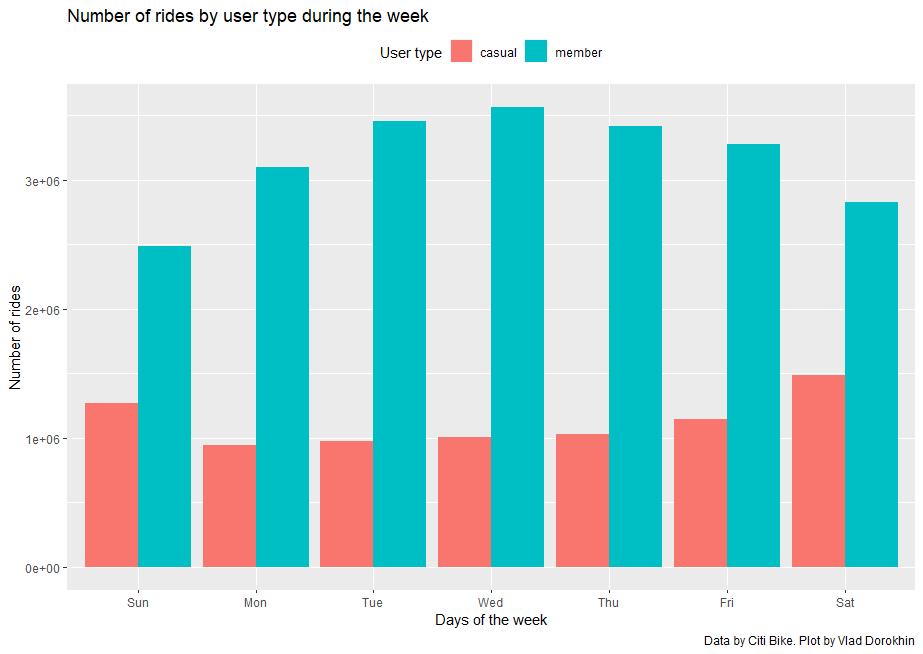 Number of rides by user type during the week
User type casual member
Number of rides
3e+06
2e+06
1e+06
0e+00
Sun Mon Tue Wed Thu Fri Sat
Days of the week
Data by Citi Bike. Plot by Vlad Dorokhin